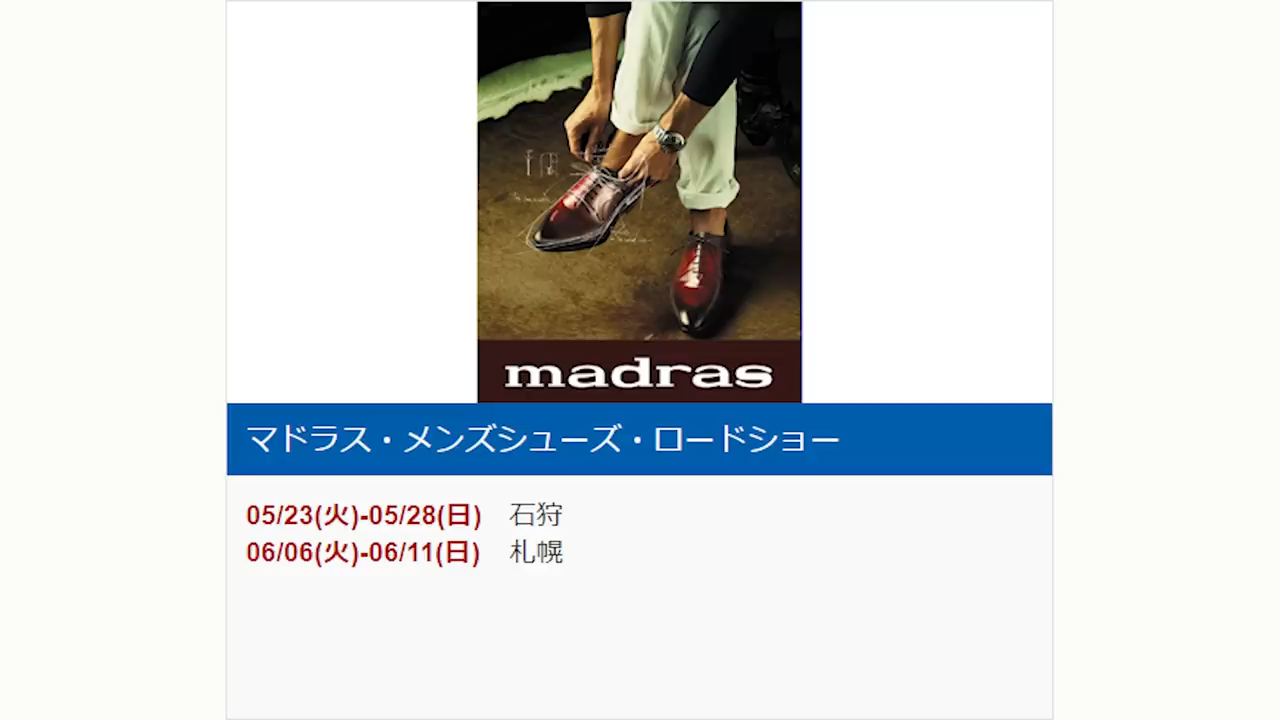 madras
マドラス・メンズシューズ・ロードショー
05/23(火)-05/28(日) 石狩
06/06(火)-06/11(日) 札幌